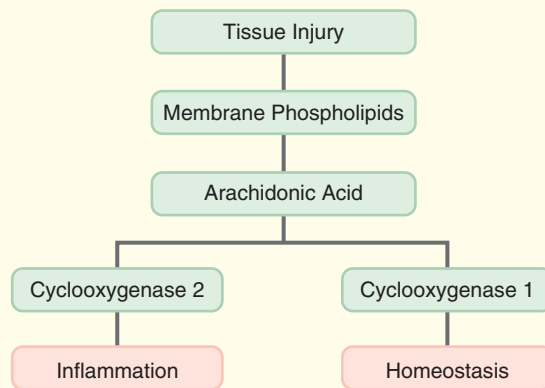 Tissue Injury
Membrane Phospholipids
Arachidonic Acid
Cyclooxygenase 2
Cyclooxygenase 1
Inflammation
Homeostasis